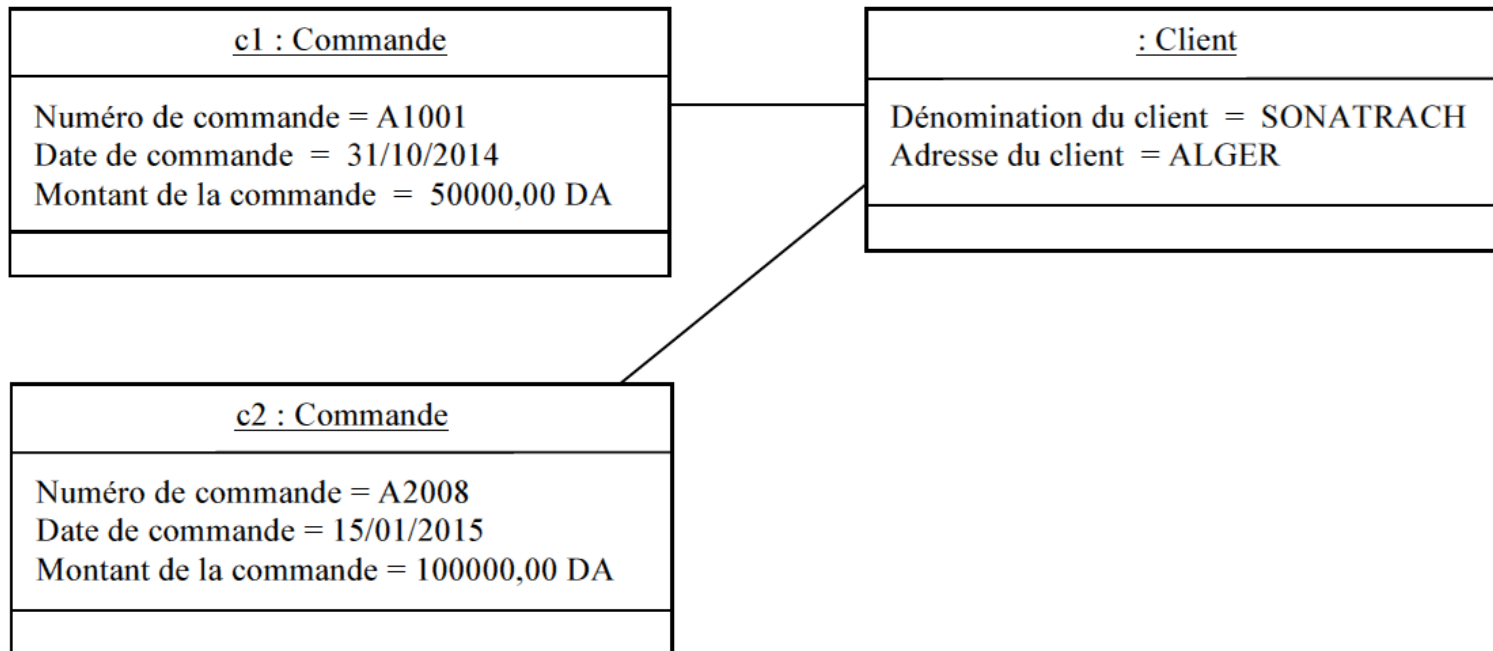 c1 : Commande
Numéro de commande = A1001
Date de commande = 31/10/2014
Montant de la commande = 50000,00 DA
: Client
Dénomination du client = SONATRACH
Adresse du client = ALGER
c2 : Commande
Numéro de commande = A2008
Date de commande = 15/01/2015
Montant de la commande = 100000,00 DA